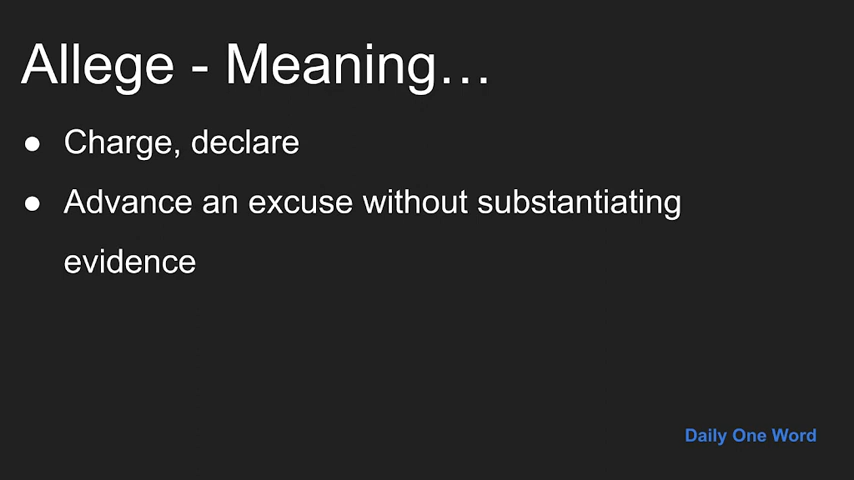 Allege - Meaning…
● Charge, declare
● Advance an excuse without substantiating
evidence
Daily One Word